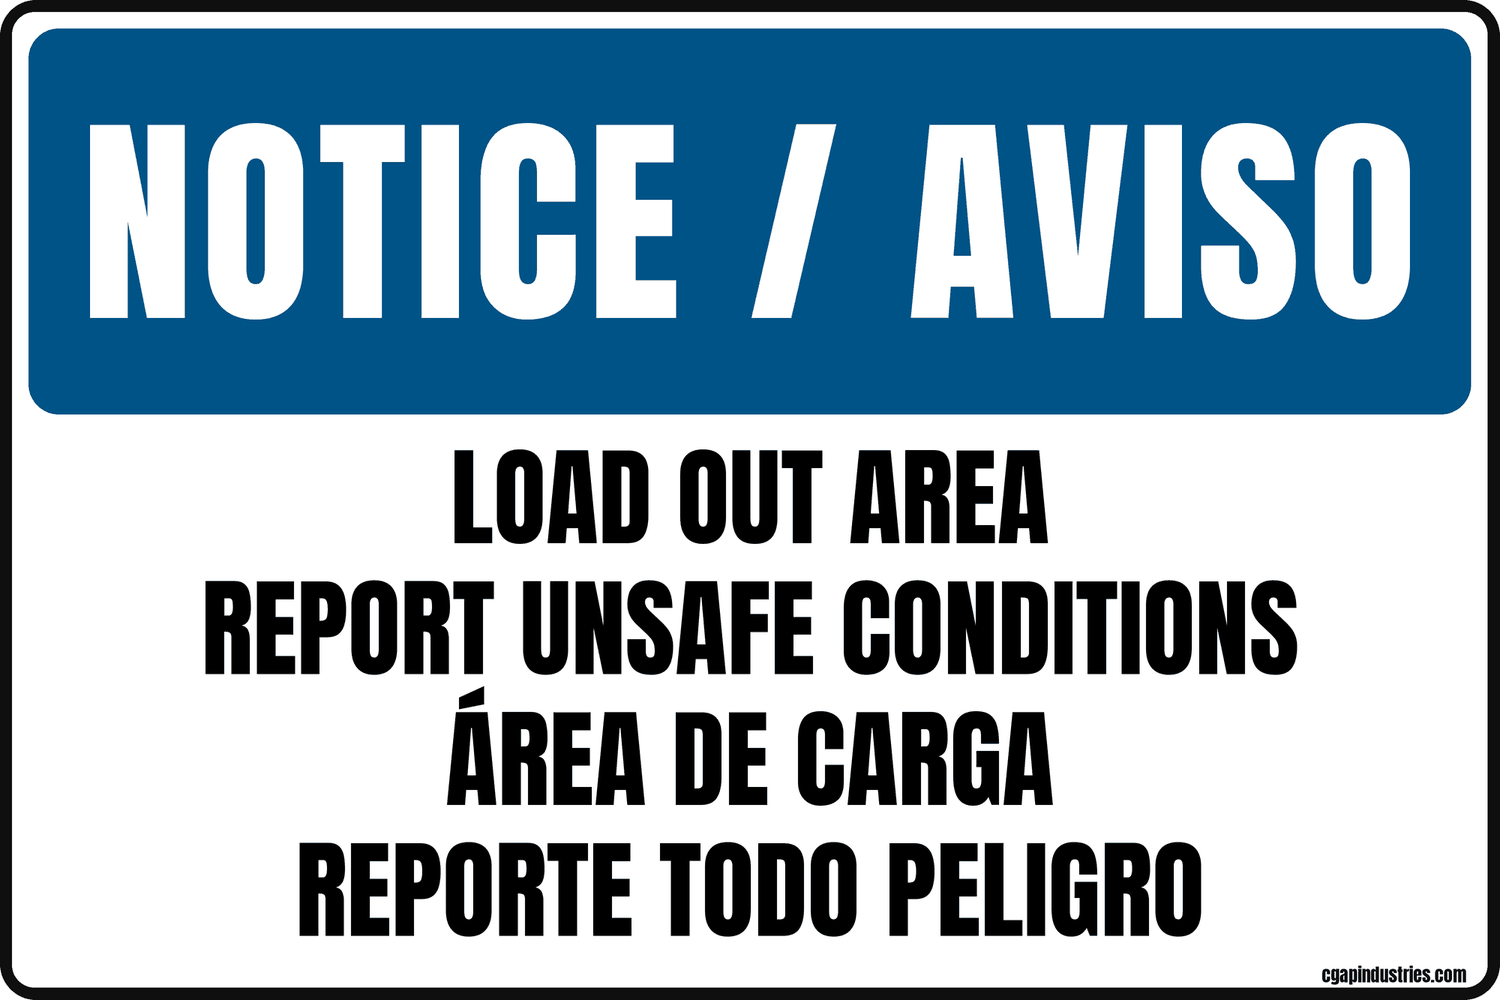 NOTICE / AVISO
LOAD OUT AREA
REPORT UNSAFE CONDITIONS
ÁREA DE CARGA
REPORTE TODO PELIGRO
cgapindustries.com